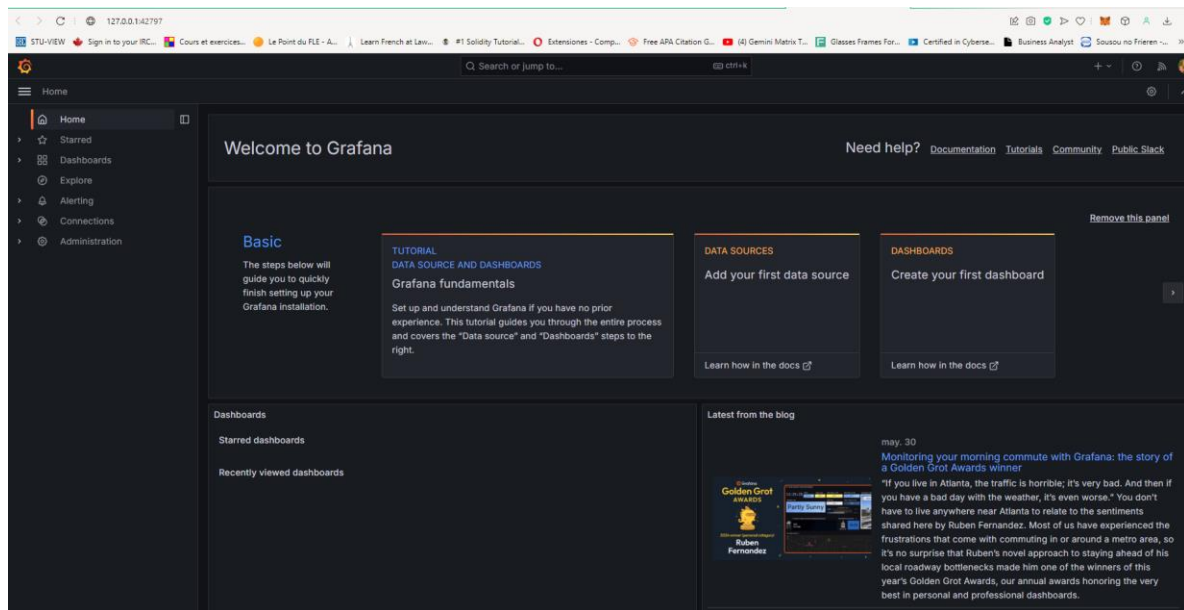 127.0.0.1:42797
STU-VIEW Sign in to your IRC... Cours et exercices... Le Point du FLE - A... Learn French at Law... #1 Solidity Tutorial... Extensiones - Comp... Free APA Citation G... (4) Gemini Matrix T... Glasses Frames For... Certified in Cyberse... Business Analyst Sousou no Frieren -... »
Search or jump to... ctrl+k
Home
Home
Starred
Dashboards
Explore
Alerting
Connections
Administration
Welcome to Grafana
Need help? Documentation Tutorials Community Public Slack
Remove this panel
Basic
The steps below will
guide you to quickly
finish setting up your
Grafana installation.
TUTORIAL
DATA SOURCE AND DASHBOARDS
Grafana fundamentals
Set up and understand Grafana if you have no prior
experience. This tutorial guides you through the entire process
and covers the “Data source” and “Dashboards” steps to the
right.
DATA SOURCES
Add your first data source
Learn how in the docs
DASHBOARDS
Create your first dashboard
Learn how in the docs
Dashboards
Starred dashboards
Recently viewed dashboards
Latest from the blog
may. 30
Monitoring your morning commute with Grafana: the story of
a Golden Grot Awards winner
"If you live in Atlanta, the traffic is horrible; it's very bad. And then if
you have a bad day with the weather, it's even worse." You don't
have to live anywhere near Atlanta to relate to the sentiments
shared here by Ruben Fernandez. Most of us have experienced the
frustrations that come with commuting in or around a metro area, so
it's no surprise that Ruben's novel approach to staying ahead of his
local roadway bottlenecks made him one of the winners of this
year's Golden Grot Awards, our annual awards honoring the very
best in personal and professional dashboards.
Golden Grot
AWARDS
Ruben
Fernandez
Partly Sunny